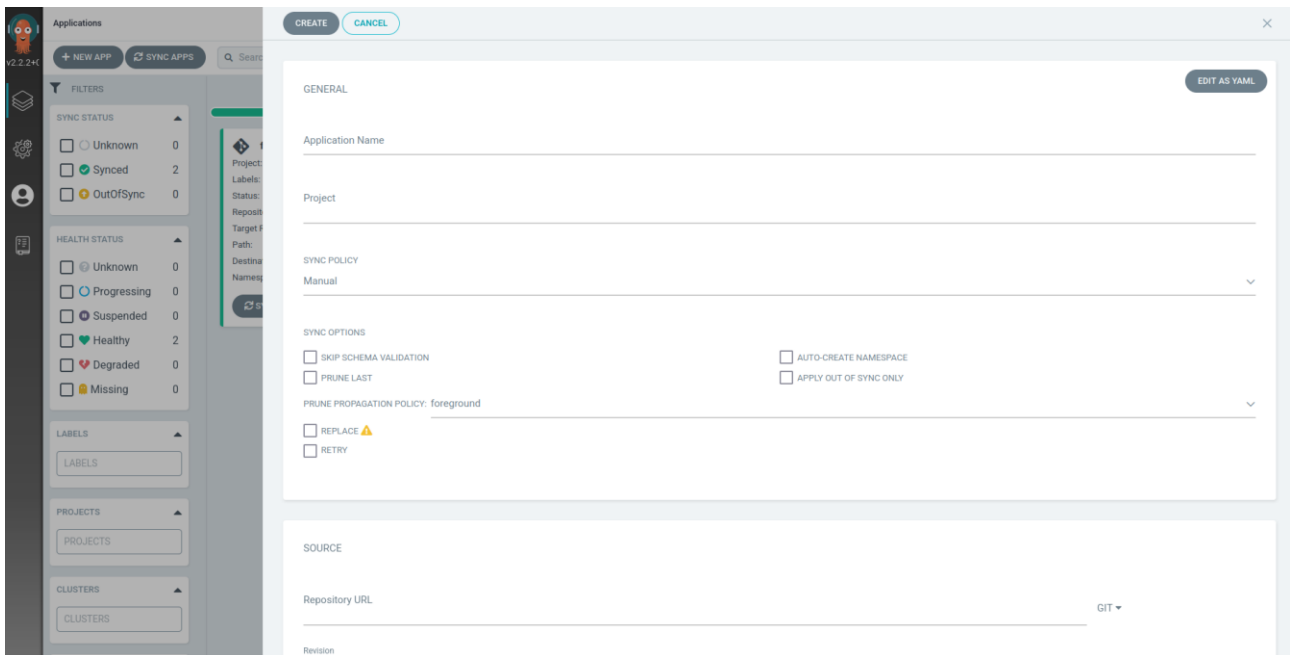 Applications
CREATE CANCEL
v2.2.2+
+ NEW APP SYNC APPS
FILTERS
SYNC STATUS
Unknown 0
Synced 2
OutOfSync 0
HEALTH STATUS
Unknown 0
Progressing 0
Suspended 0
Healthy 2
Degraded 0
Missing 0
LABELS
LABELS
PROJECTS
PROJECTS
CLUSTERS
CLUSTERS
Project:
Labels:
Status:
Path:
GENERAL
EDIT AS YAML
Application Name
Project
SYNC POLICY
Manual
SYNC OPTIONS
SKIP SCHEMA VALIDATION AUTO-CREATE NAMESPACE
PRUNE LAST APPLY OUT OF SYNC ONLY
PRUNE PROPAGATION POLICY: foreground
REPLACE
RETRY
SOURCE
Repository URL
GIT
Revision